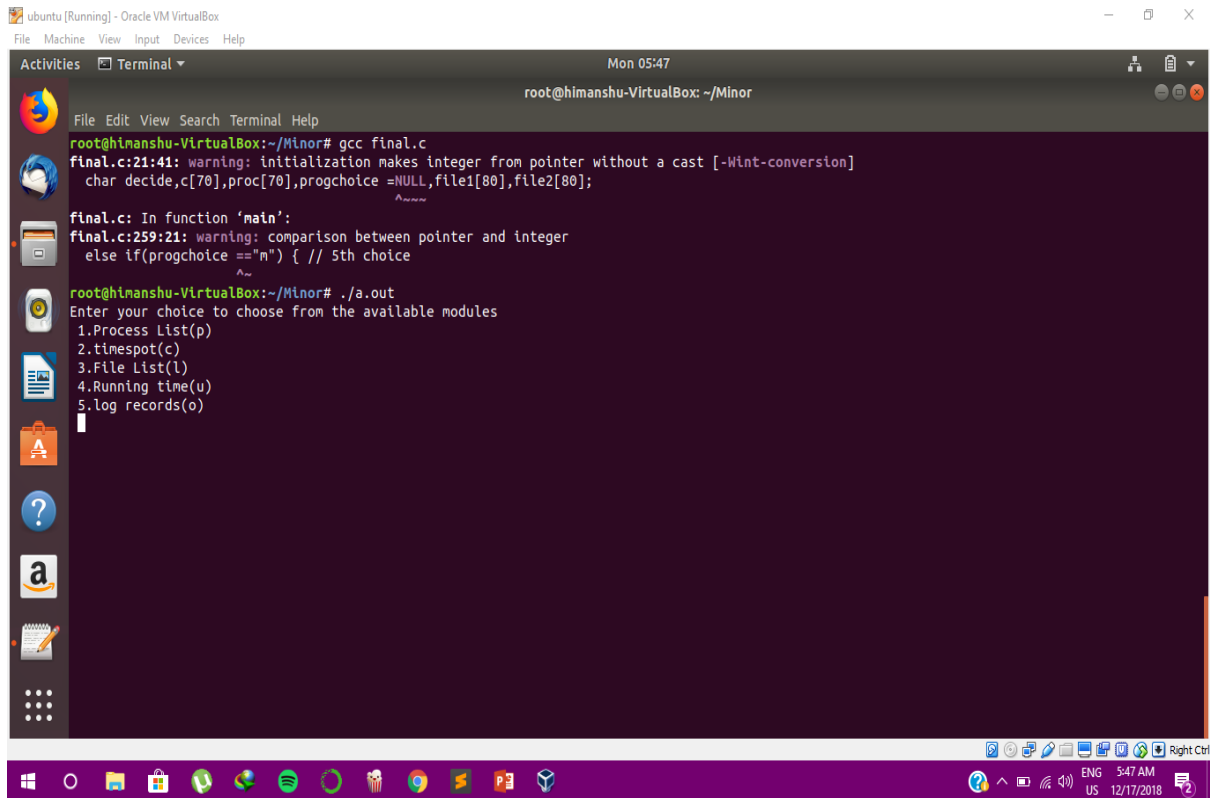 ubuntu [Running] - Oracle VM VirtualBox
File Machine View Input Devices Help
Activities Terminal Mon 05:47
root@himanshu-VirtualBox: ~/Minor
File Edit View Search Terminal Help
root@himanshu-VirtualBox:~/Minor# gcc final.c
final.c:21:41: warning: initialization makes integer from pointer without a cast [-Wint-conversion]
char decide,c[70],proc[70],progchoice =NULL,file1[80],file2[80];
^~~~
final.c: In function ‘main’:
final.c:259:21: warning: comparison between pointer and integer
else if(progchoice =="m") { // 5th choice
^~
root@himanshu-VirtualBox:~/Minor# ./a.out
Enter your choice to choose from the available modules
1.Process List(p)
2.timespot(c)
3.File List(l)
4.Running time(u)
5.log records(o)
Right Ctrl
ENG 5:47 AM
US 12/17/2018